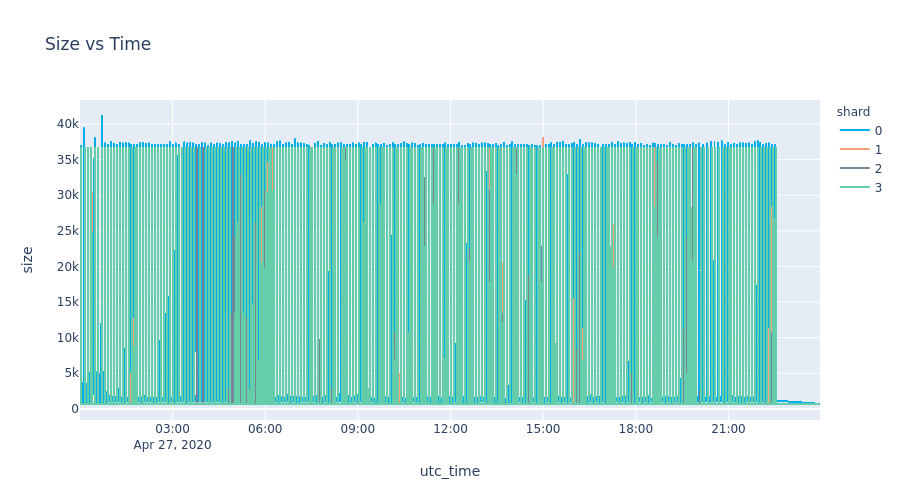 Size vs Time
shard
0
1
2
3
40k
35k
30k
25k
20k
15k
10k
5k
0
size
03:00
06:00
09:00
12:00
15:00
18:00
21:00
Apr 27, 2020
utc_time